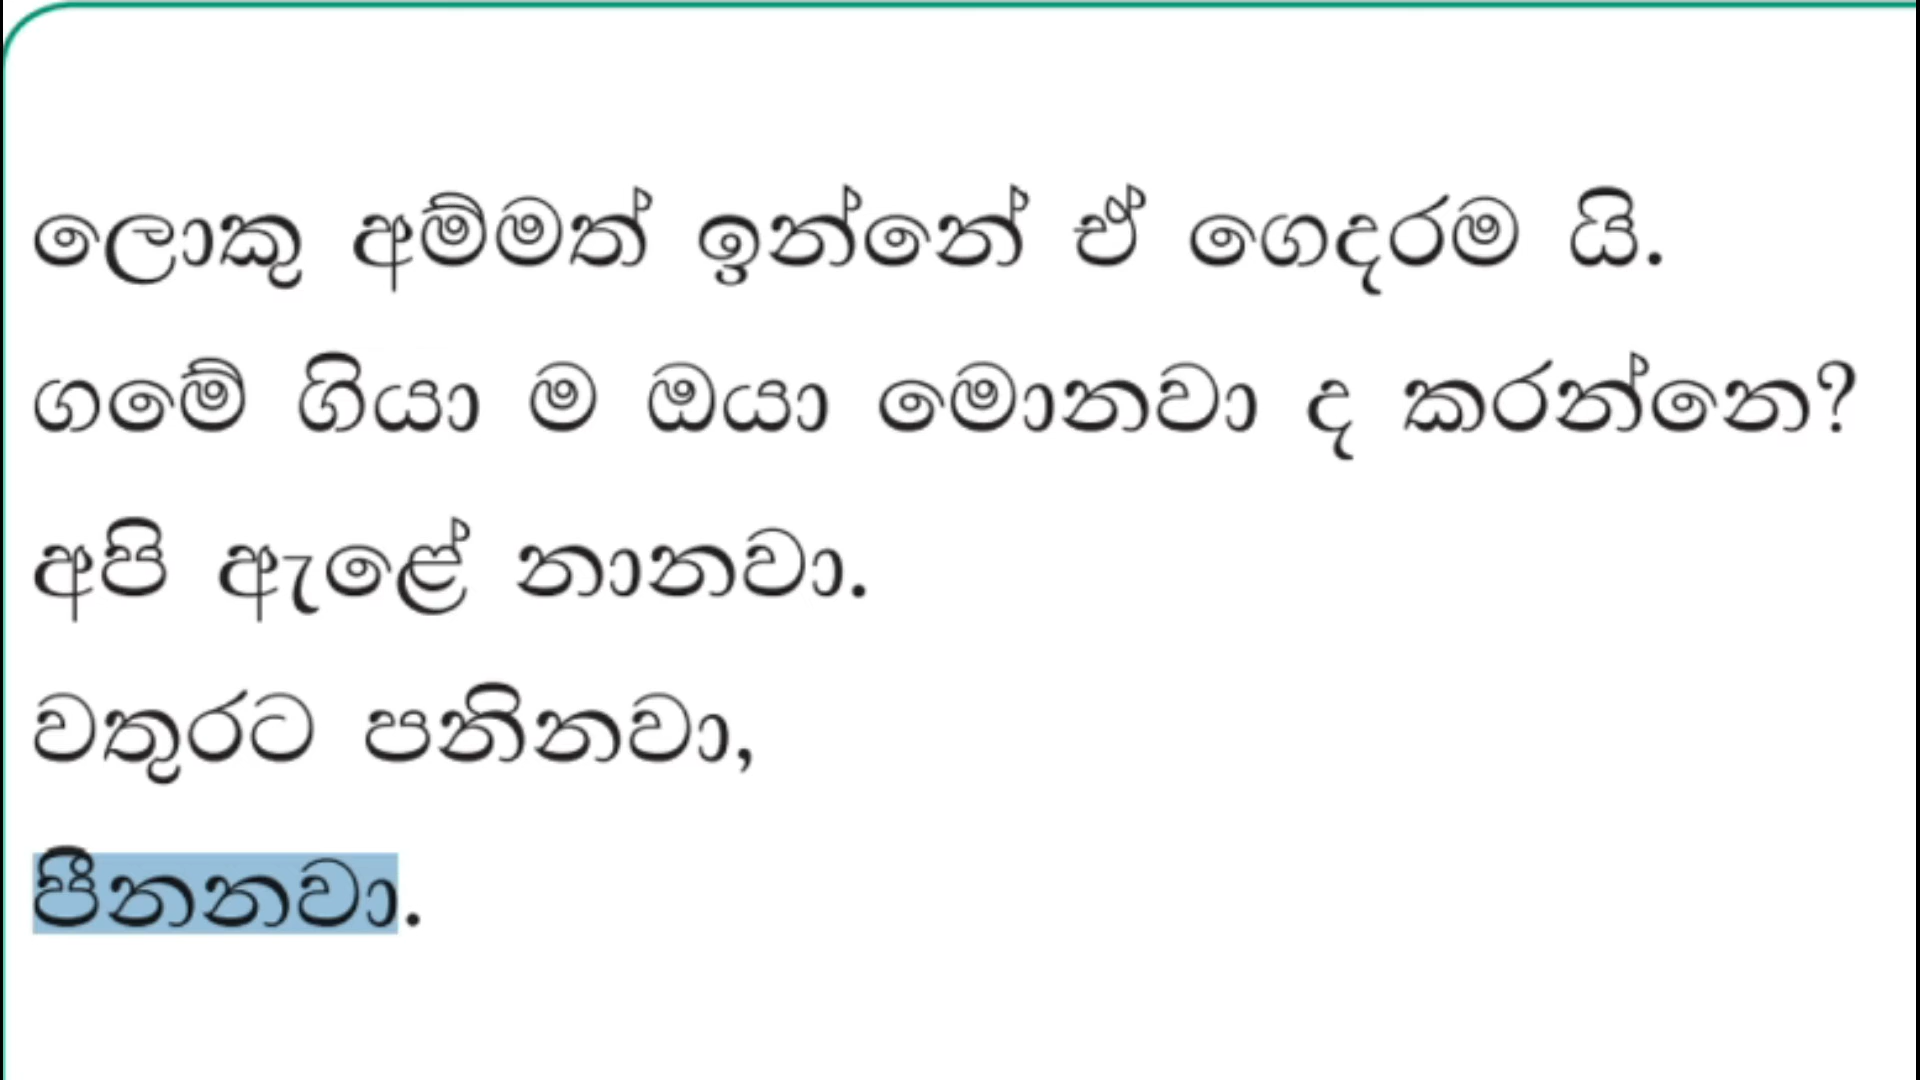 ලොකු අම්මත් ඉන්නේ ඒ ගෙදරම යි.
ගමේ ගියා ම ඔයා මොනවා ද කරන්නෙ?
අපි ඇළේ නානවා.
වතුරට පනිනවා,
පීනනවා.